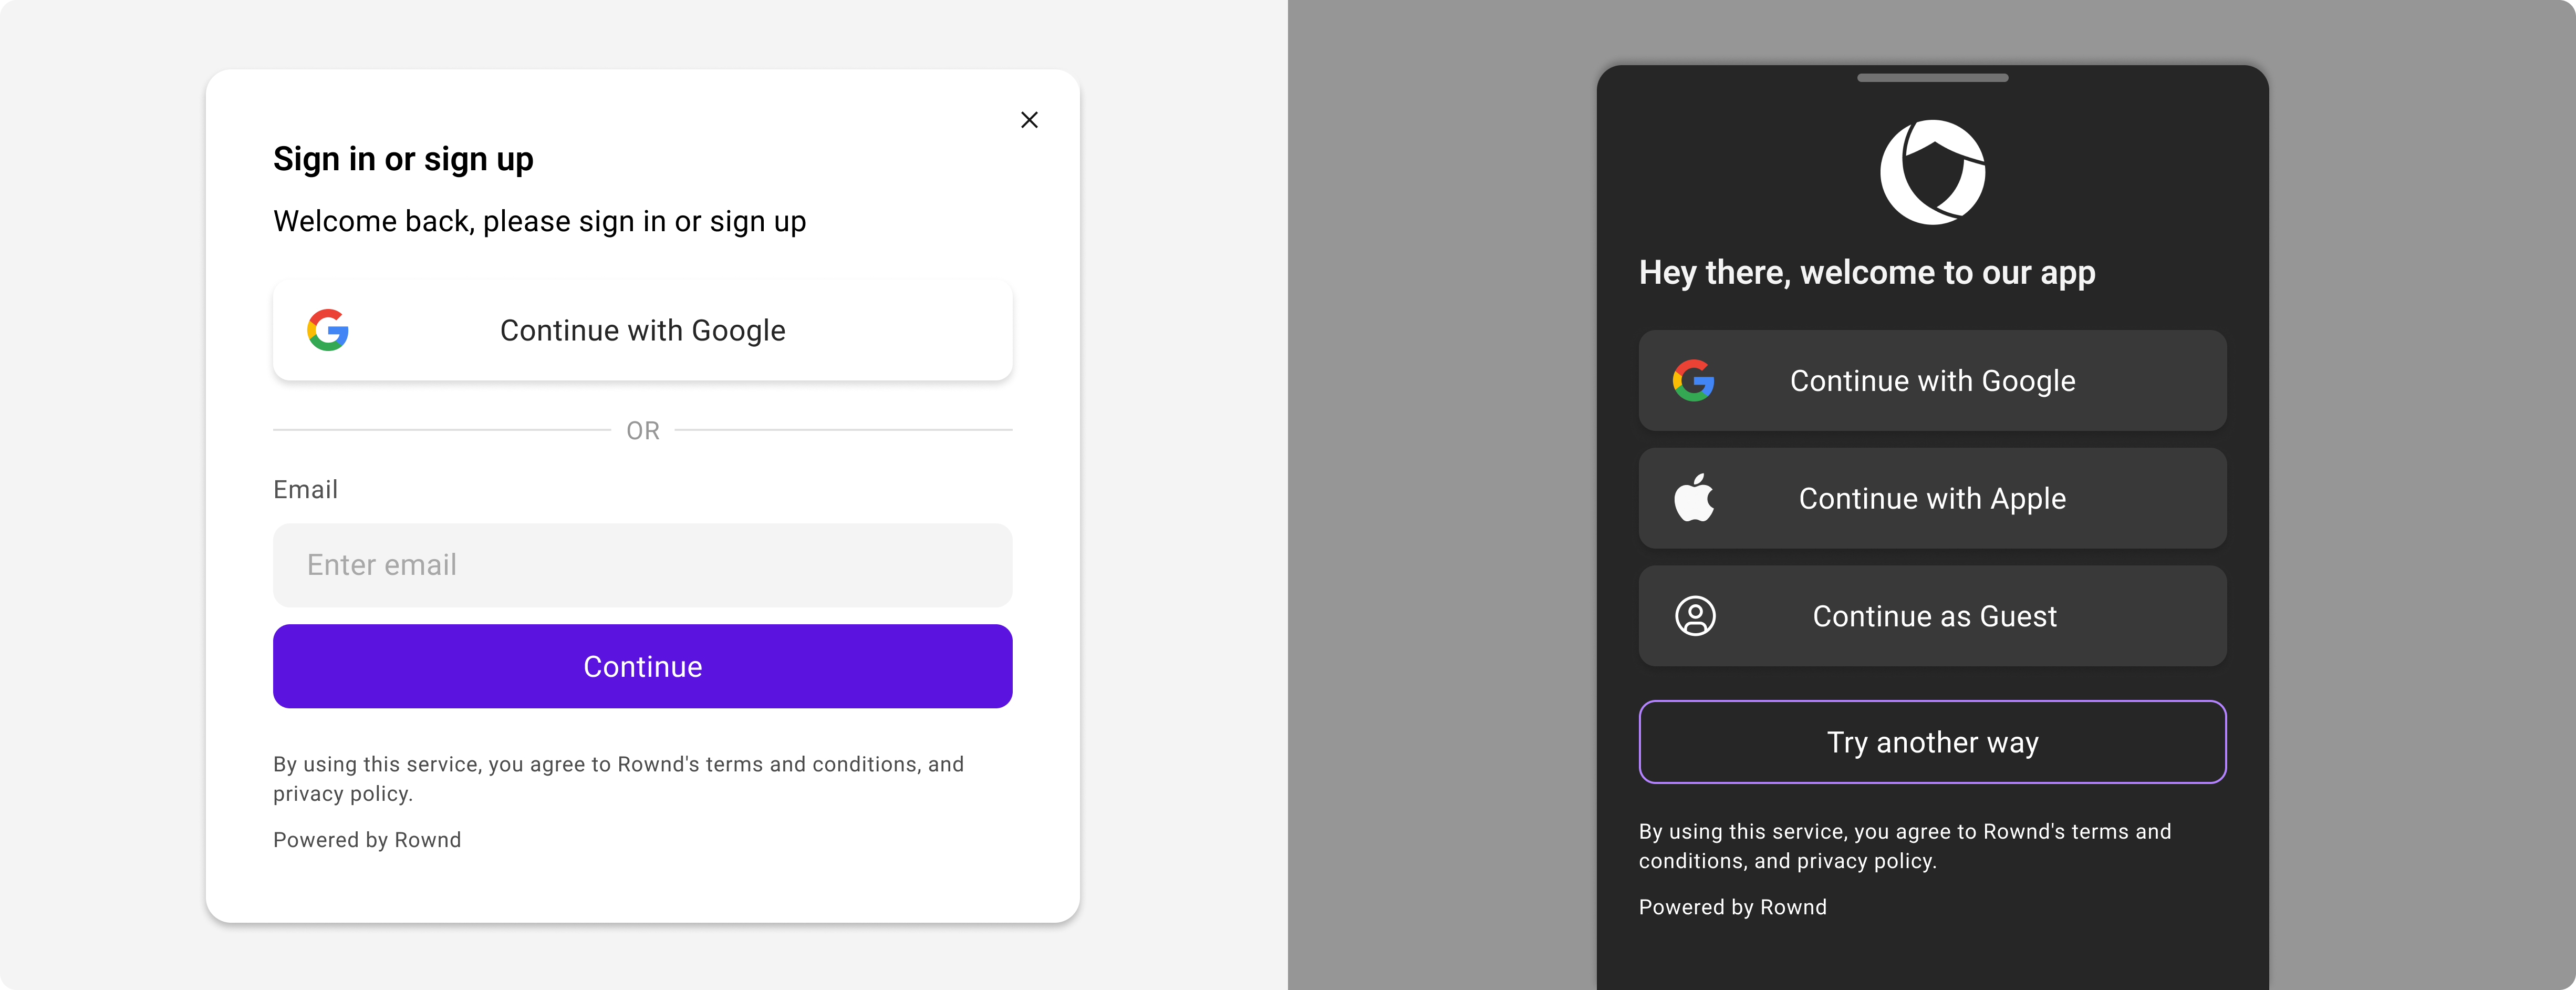 Sign in or sign up
Welcome back, please sign in or sign up
Continue with Google
OR
Email
Enter email
Continue
By using this service, you agree to Rownd's terms and conditions, and
privacy policy.
Powered by Rownd
Hey there, welcome to our app
Continue with Google
Continue with Apple
Continue as Guest
Try another way
By using this service, you agree to Rownd's terms and
conditions, and privacy policy.
Powered by Rownd